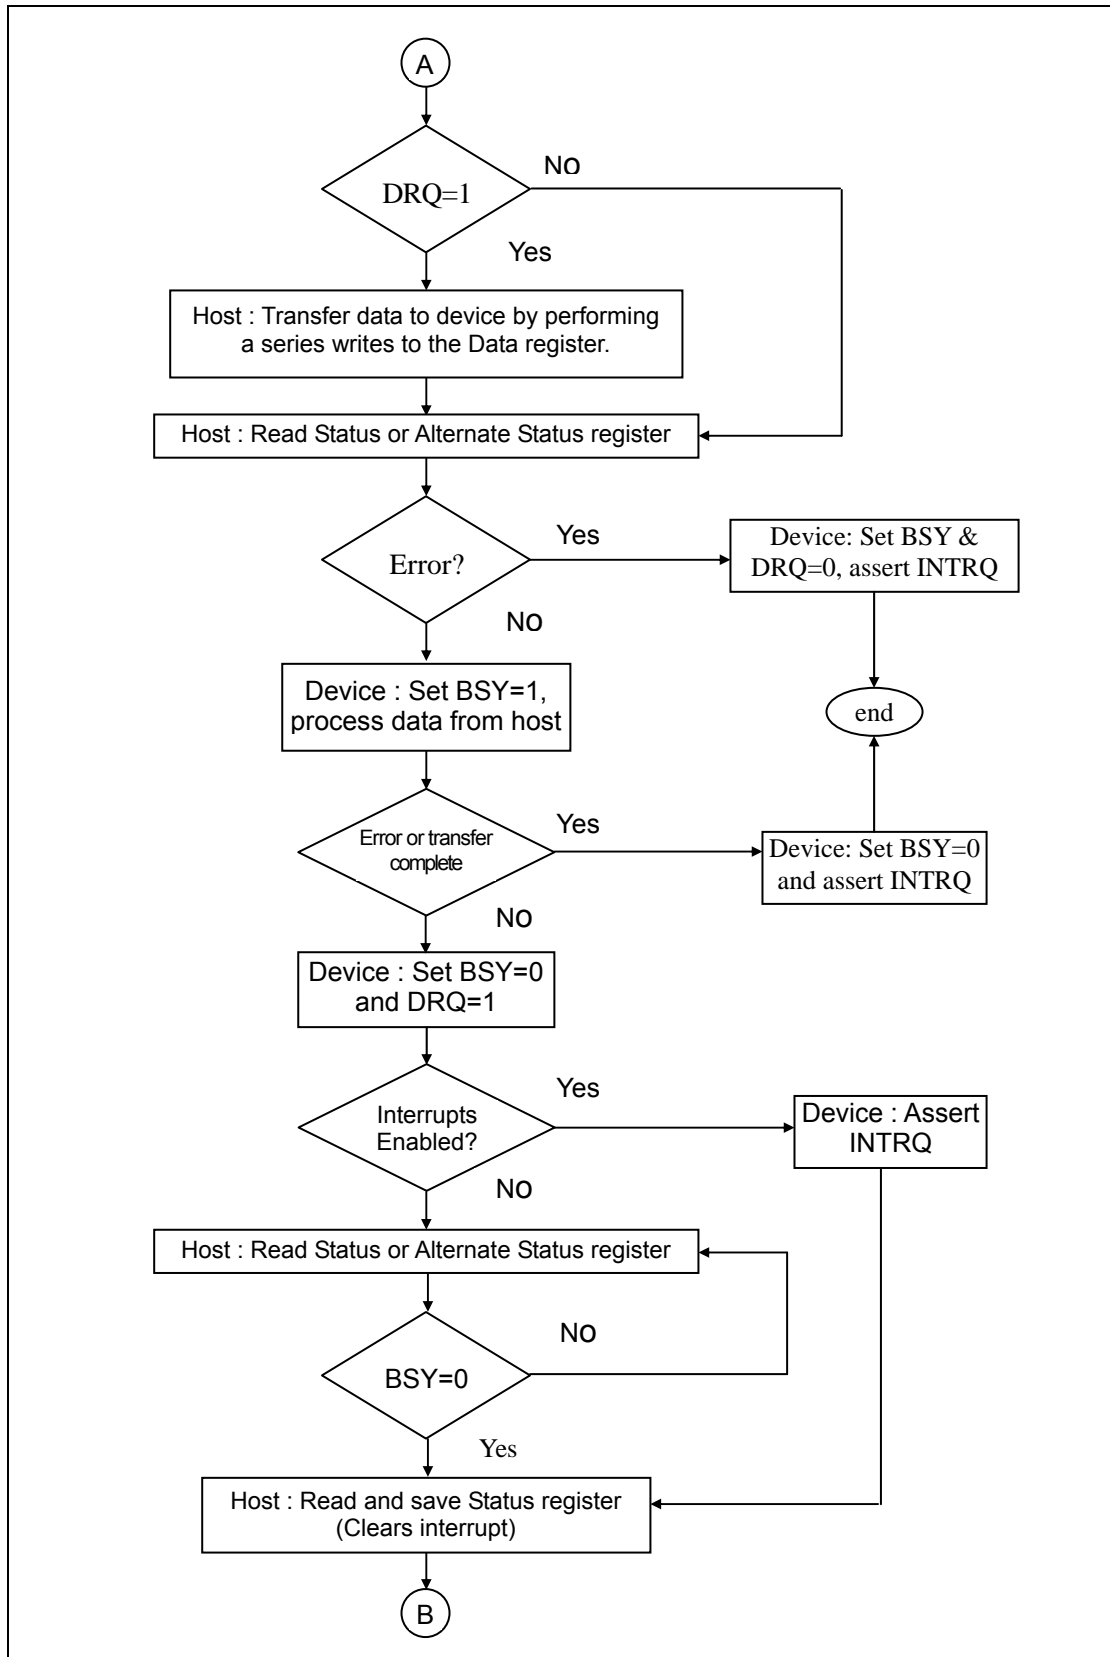 A
No
DRQ=1
Yes
Host : Transfer data to device by performing
a series writes to the Data register.
Host : Read Status or Alternate Status register
Yes
Device: Set BSY &
DRQ=0, assert INTRQ
Error?
No
Device : Set BSY=1,
process data from host
end
Yes
Error or transfer
complete
Device: Set BSY=0
and assert INTRQ
No
Device : Set BSY=0
and DRQ=1
Yes
Interrupts
Enabled?
Device : Assert
INTRQ
No
Host : Read Status or Alternate Status register
No
BSY=0
Yes
Host : Read and save Status register
(Clears interrupt)
B